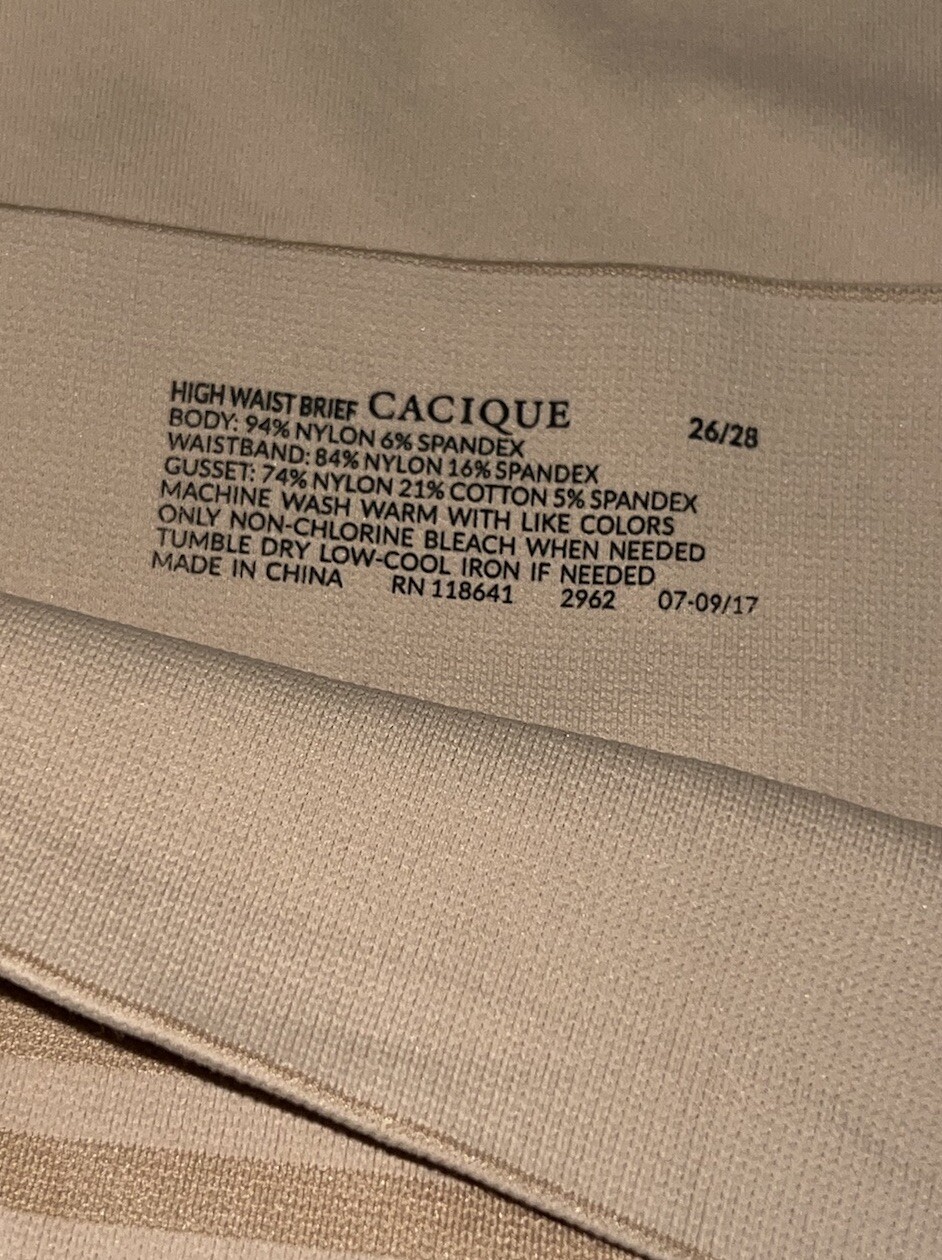 HIGH WAIST BRIEF CACIQUE 26/28
BODY: 94% NYLON 6% SPANDEX
WAISTBAND: 84% NYLON 16% SPANDEX
GUSSET: 74% NYLON 21% COTTON 5% SPANDEX
MACHINE WASH WARM WITH LIKE COLORS
ONLY NON-CHLORINE BLEACH WHEN NEEDED
TUMBLE DRY LOW-COOL IRON IF NEEDED
MADE IN CHINA RN 118641 2962 07-09/17